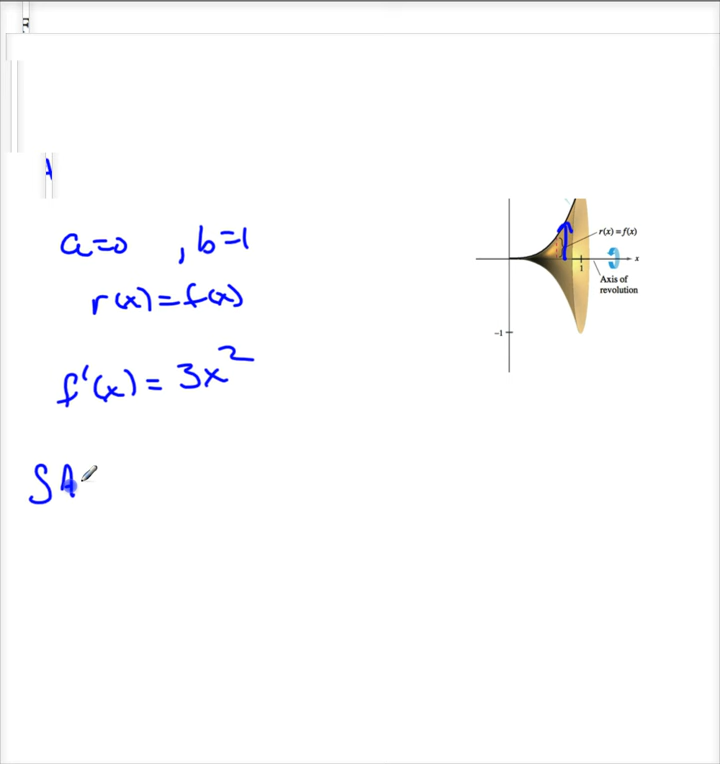 a=0 , b=1
r(x)=f(x)
f'(x) = 3x²
SA
r(x) = f(x)
x
1
Axis of
revolution
-1